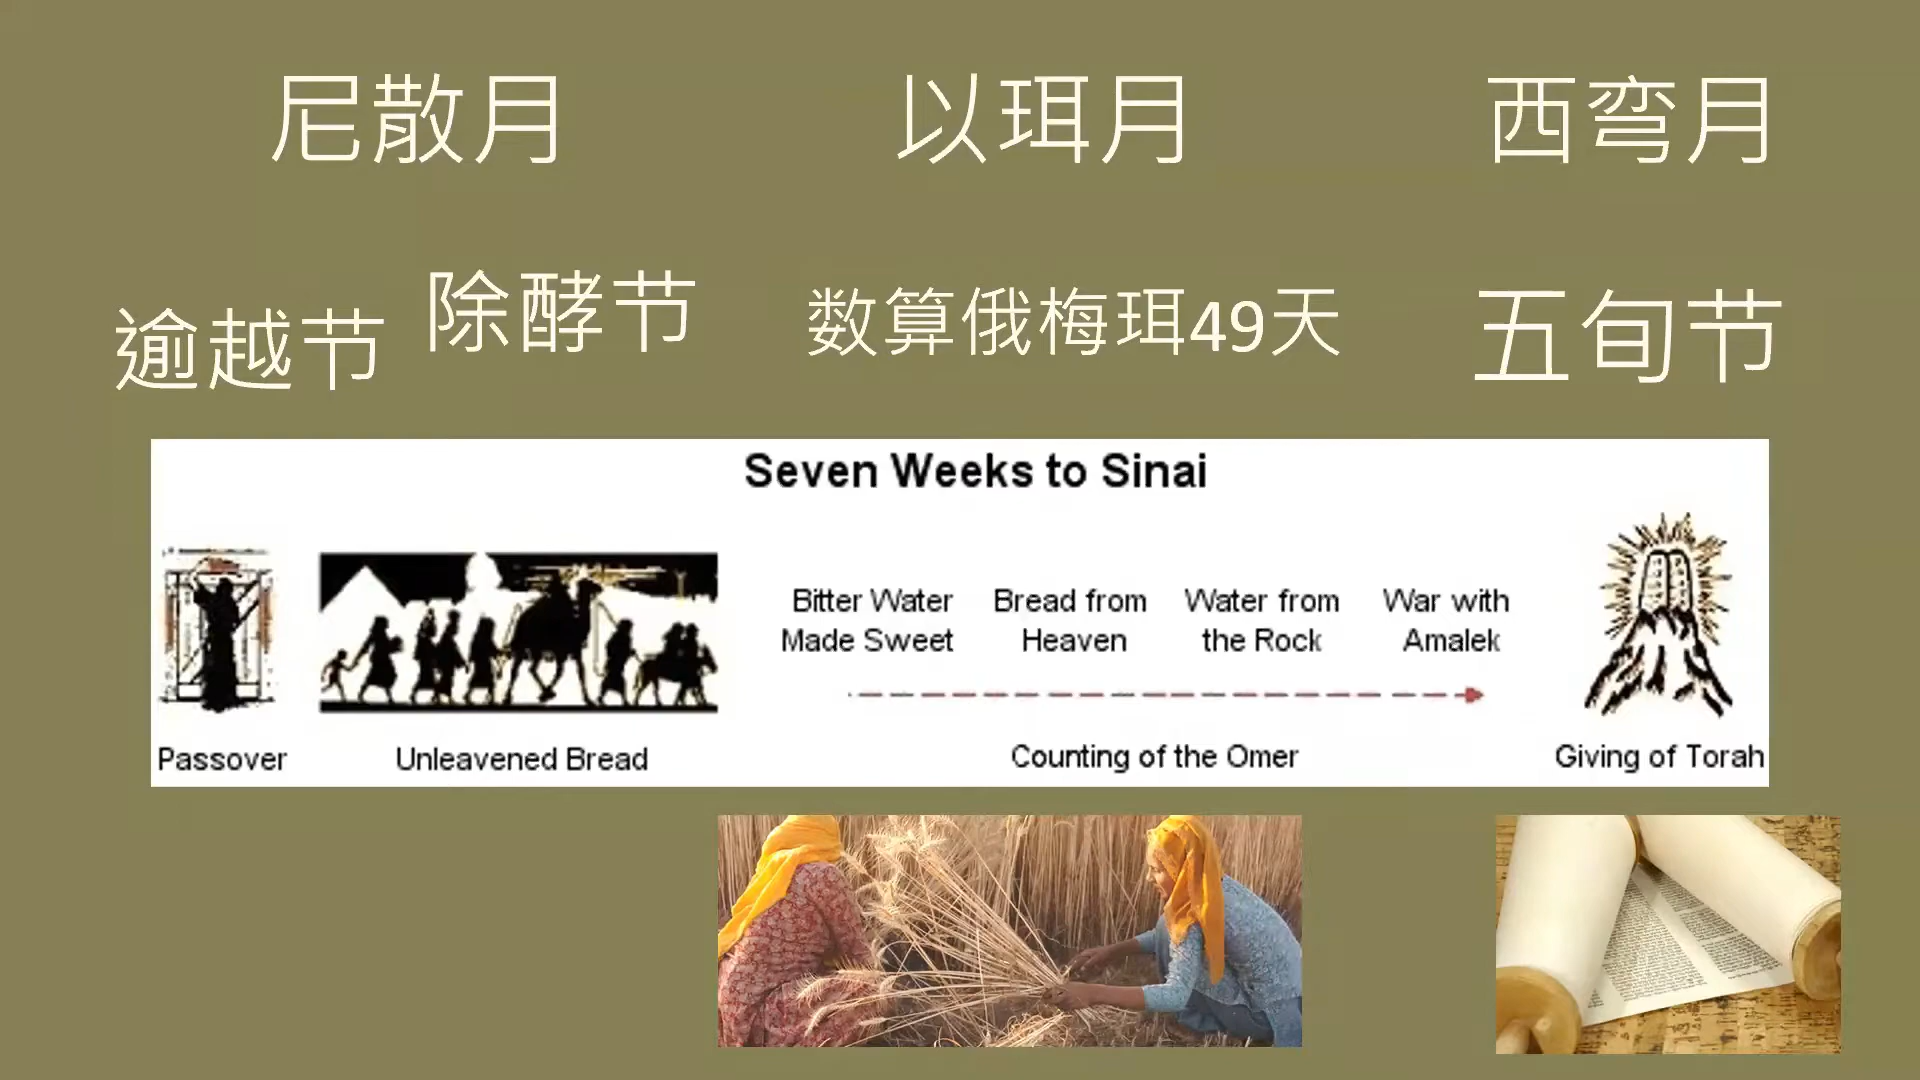 尼散月 以珥月 西弯月
逾越节 除酵节 数算俄梅珥49天 五旬节
Seven Weeks to Sinai
Bitter Water Bread from Water from War with
Made Sweet Heaven the Rock Amalek
Passover Unleavened Bread Counting of the Omer Giving of Torah